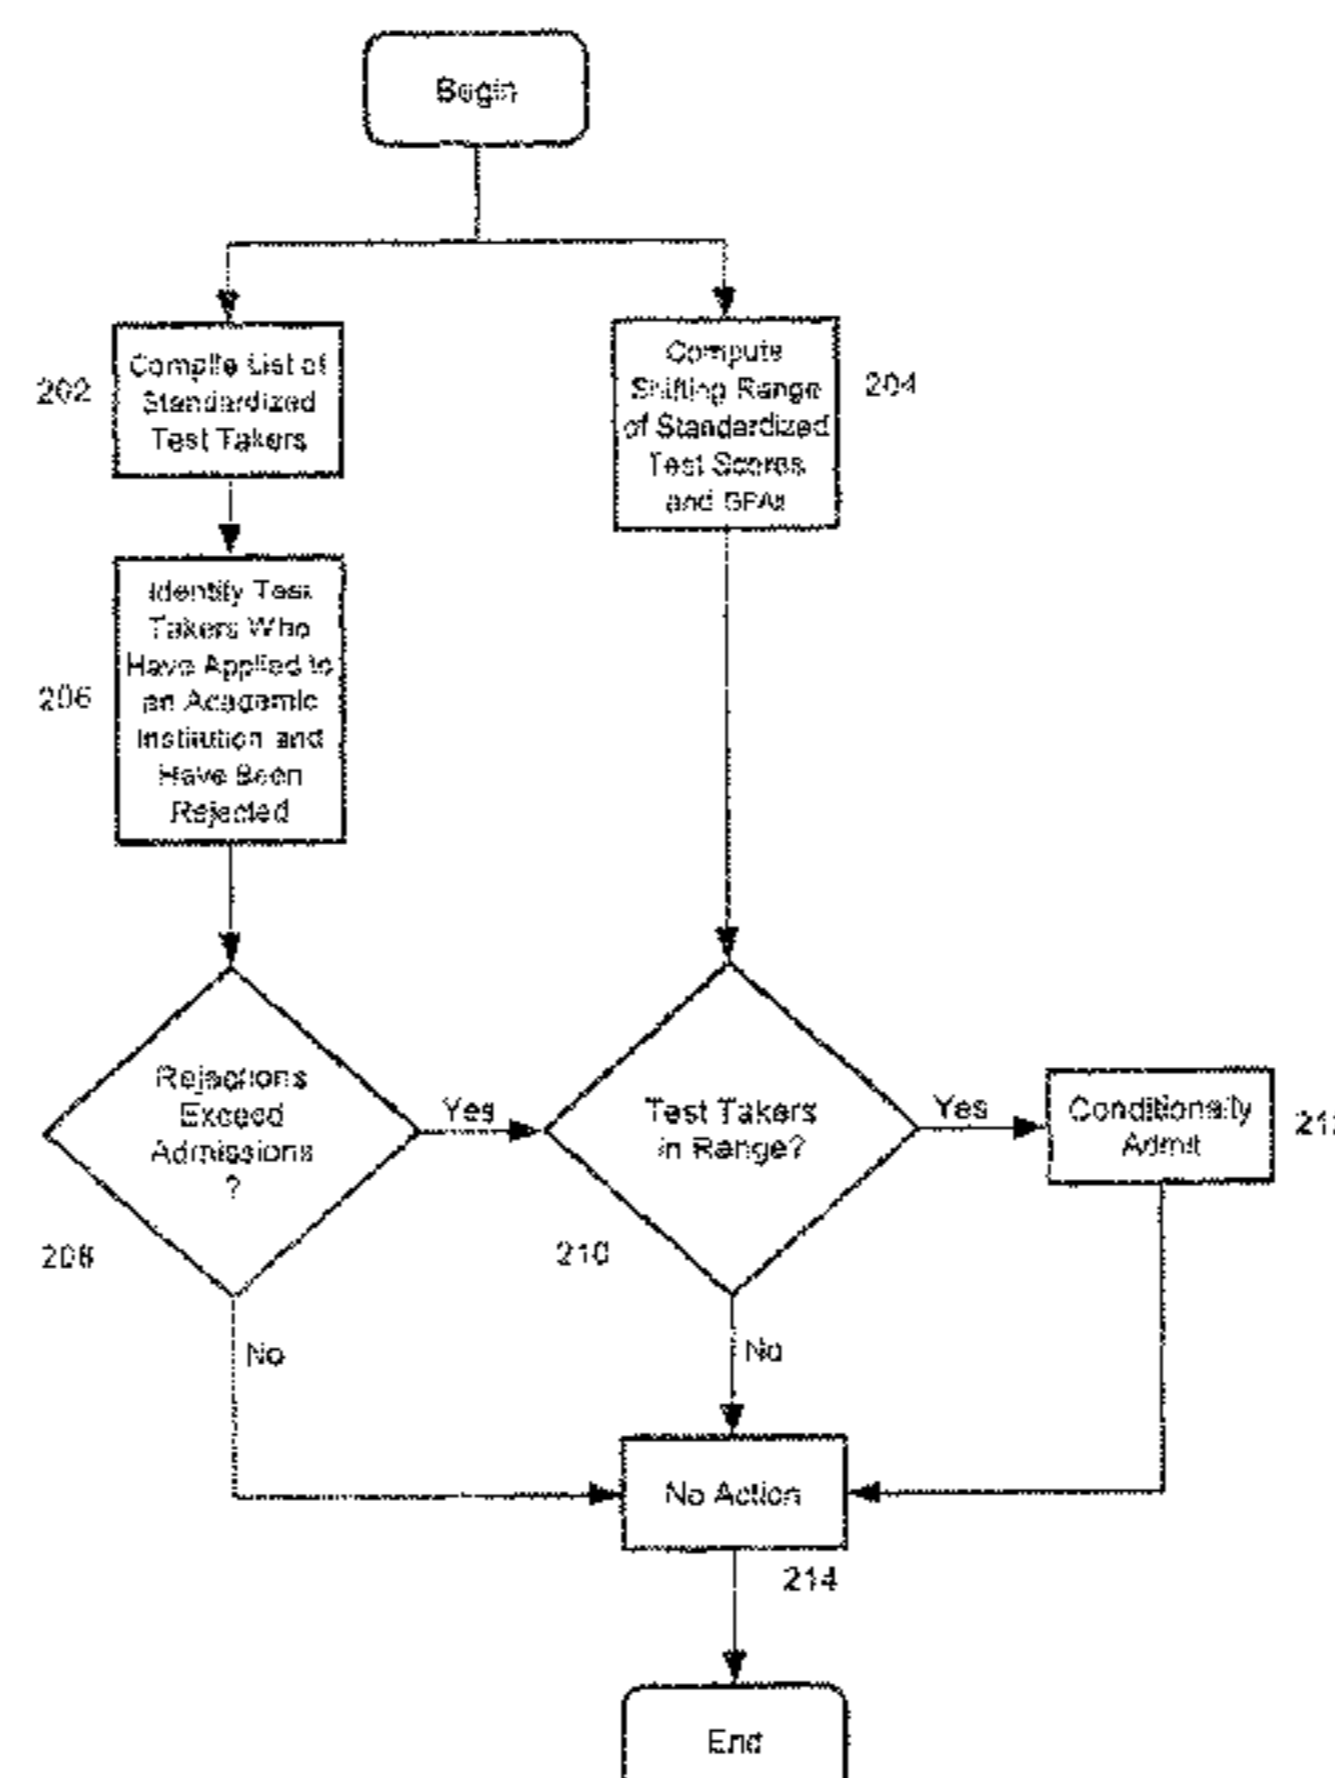 Begin
202
Compile List of
Standardized
Test Takers
Compute
Shifting Range
of Standardized
Test Scores
and GPAs
204
206
Identify Test
Takers Who
Have Applied to
an Academic
Institution and
Have Been
Rejected
Rejections
Exceed
Admissions
?
208
Yes
Test Takers
in Range?
210
Yes
Conditionally
Admit
No
No
No Action
214
End